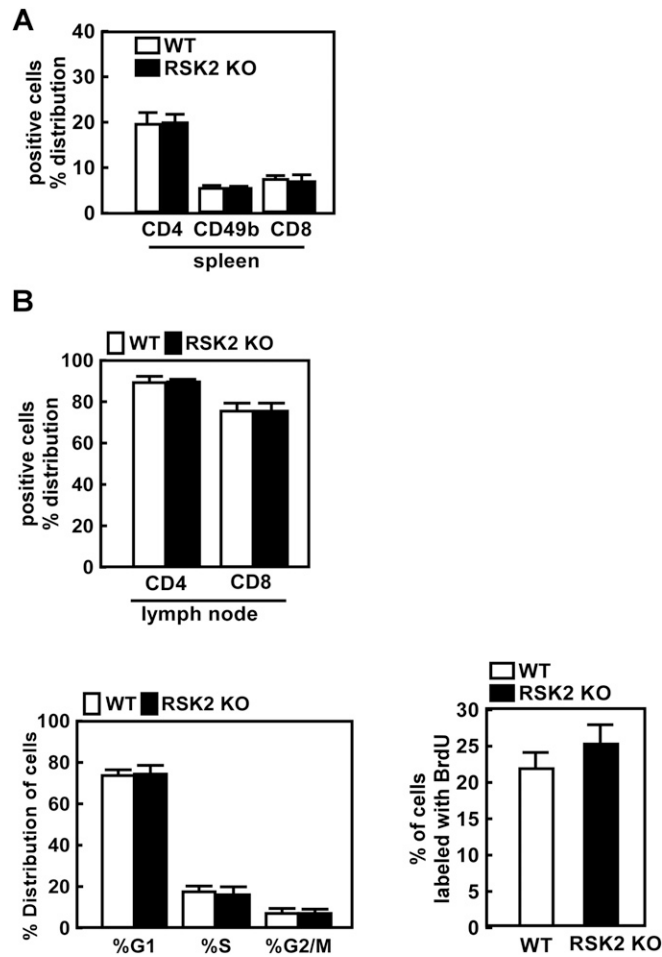 A
positive cells
% distribution
40
30
20
10
0
WT
RSK2 KO
CD4 CD49b CD8
spleen
B
WT RSK2 KO
positive cells
% distribution
100
80
60
40
20
0
CD4 CD8
lymph node
WT RSK2 KO
% Distribution of cells
100
80
60
40
20
0
%G1 %S %G2/M
WT
RSK2 KO
% of cells
labeled with BrdU
30
25
20
15
10
5
0
WT RSK2 KO